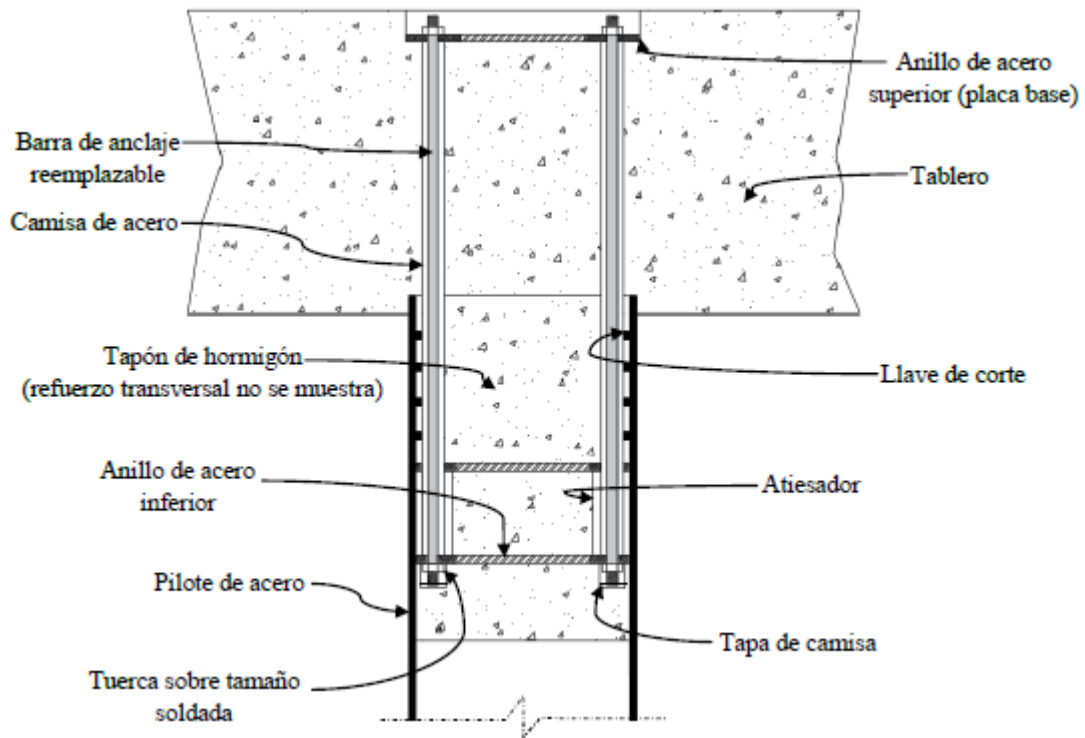 Anillo de acero
superior (placa base)
Barra de anclaje
reemplazable
Tablero
Camisa de acero
Tapón de hormigón
(refuerzo transversal no se muestra)
Llave de corte
Anillo de acero
inferior
Atiesador
Pilote de acero
Tapa de camisa
Tuerca sobre tamaño
soldada